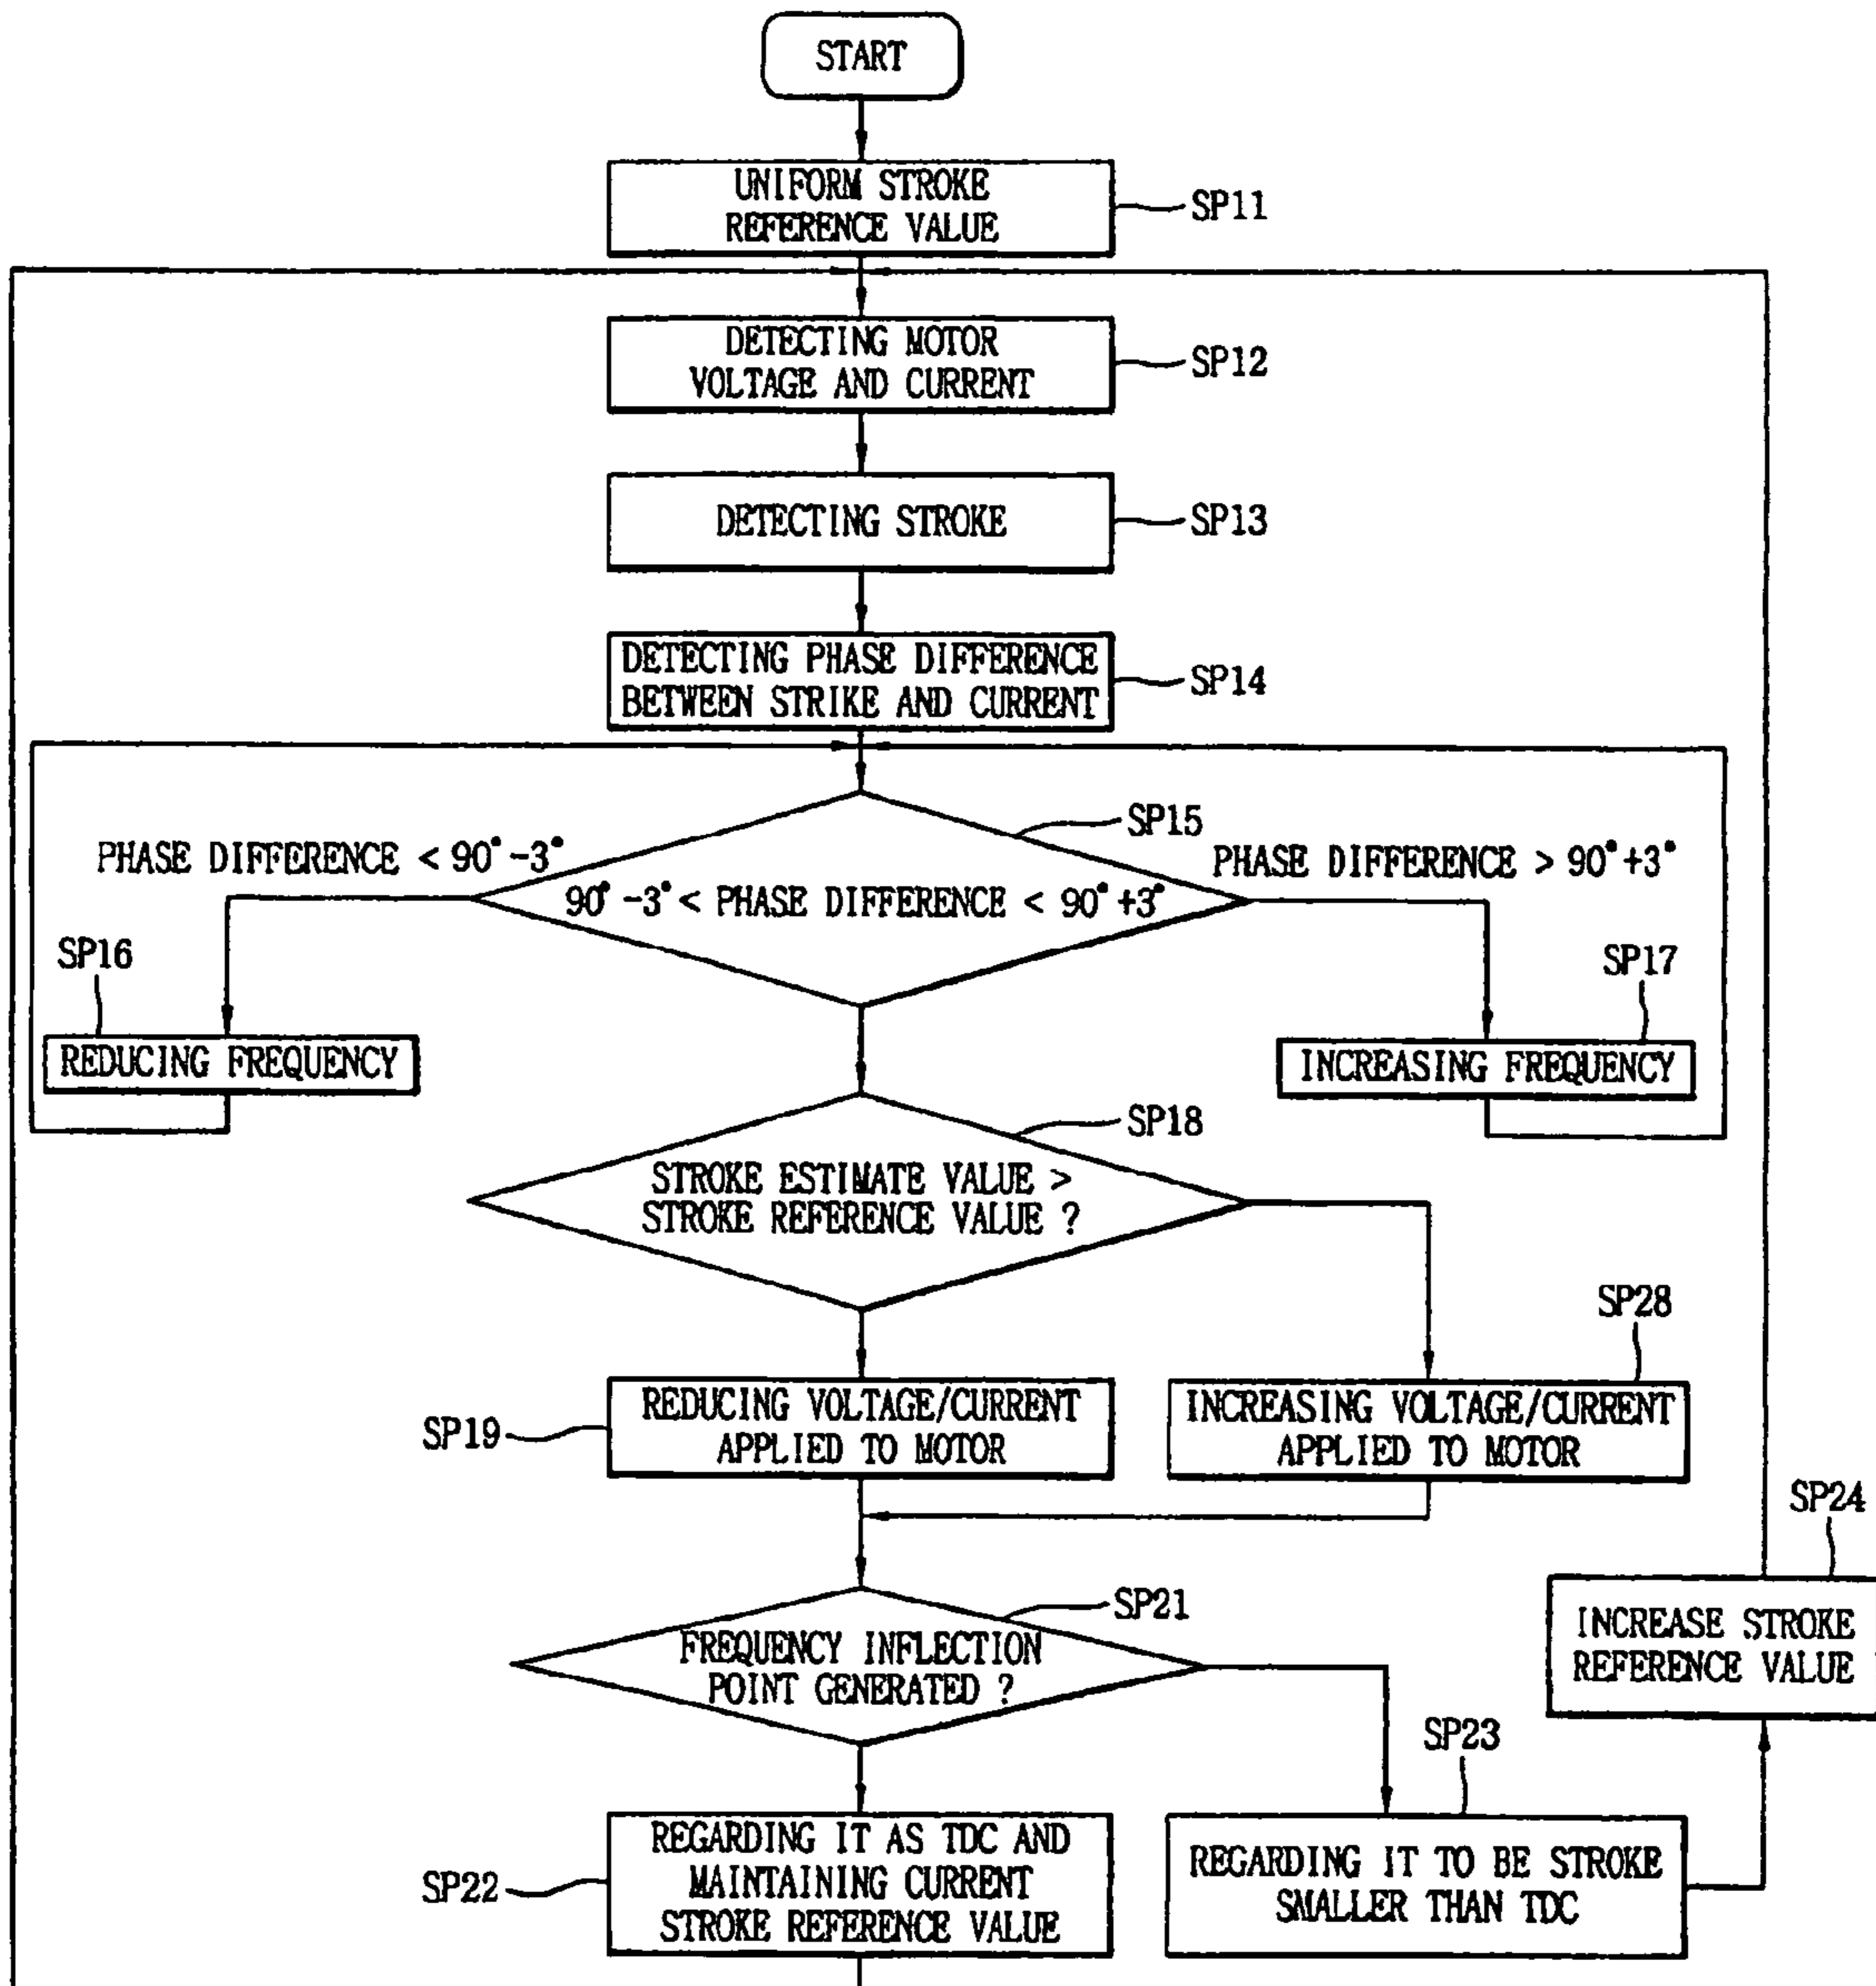 START
UNIFORM STROKE
REFERENCE VALUE
SP11
DETECTING MOTOR
VOLTAGE AND CURRENT
SP12
DETECTING STROKE
SP13
DETECTING PHASE DIFFERENCE
BETWEEN STRIKE AND CURRENT
SP14
SP15
PHASE DIFFERENCE < 90°-3°
90°-3° < PHASE DIFFERENCE < 90°+3°
PHASE DIFFERENCE > 90°+3°
SP16
REDUCING FREQUENCY
SP17
INCREASING FREQUENCY
SP18
STROKE ESTIMATE VALUE >
STROKE REFERENCE VALUE ?
SP19
REDUCING VOLTAGE/CURRENT
APPLIED TO MOTOR
SP28
INCREASING VOLTAGE/CURRENT
APPLIED TO MOTOR
SP21
FREQUENCY INFLECTION
POINT GENERATED ?
SP24
INCREASE STROKE
REFERENCE VALUE
SP22
REGARDING IT AS TDC AND
MAINTAINING CURRENT
STROKE REFERENCE VALUE
SP23
REGARDING IT TO BE STROKE
SMALLER THAN TDC